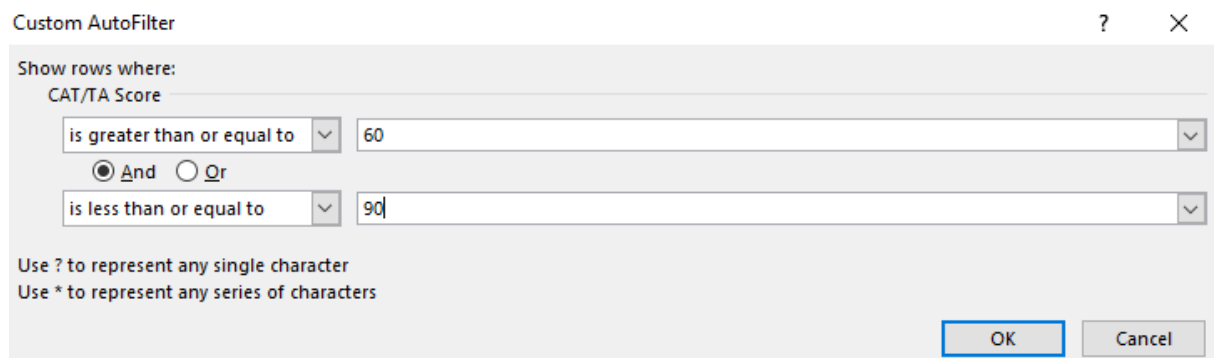 Custom AutoFilter ? ×
Show rows where:
CAT/TA Score
is greater than or equal to 60
And Or
is less than or equal to 90
Use ? to represent any single character
Use * to represent any series of characters
OK Cancel